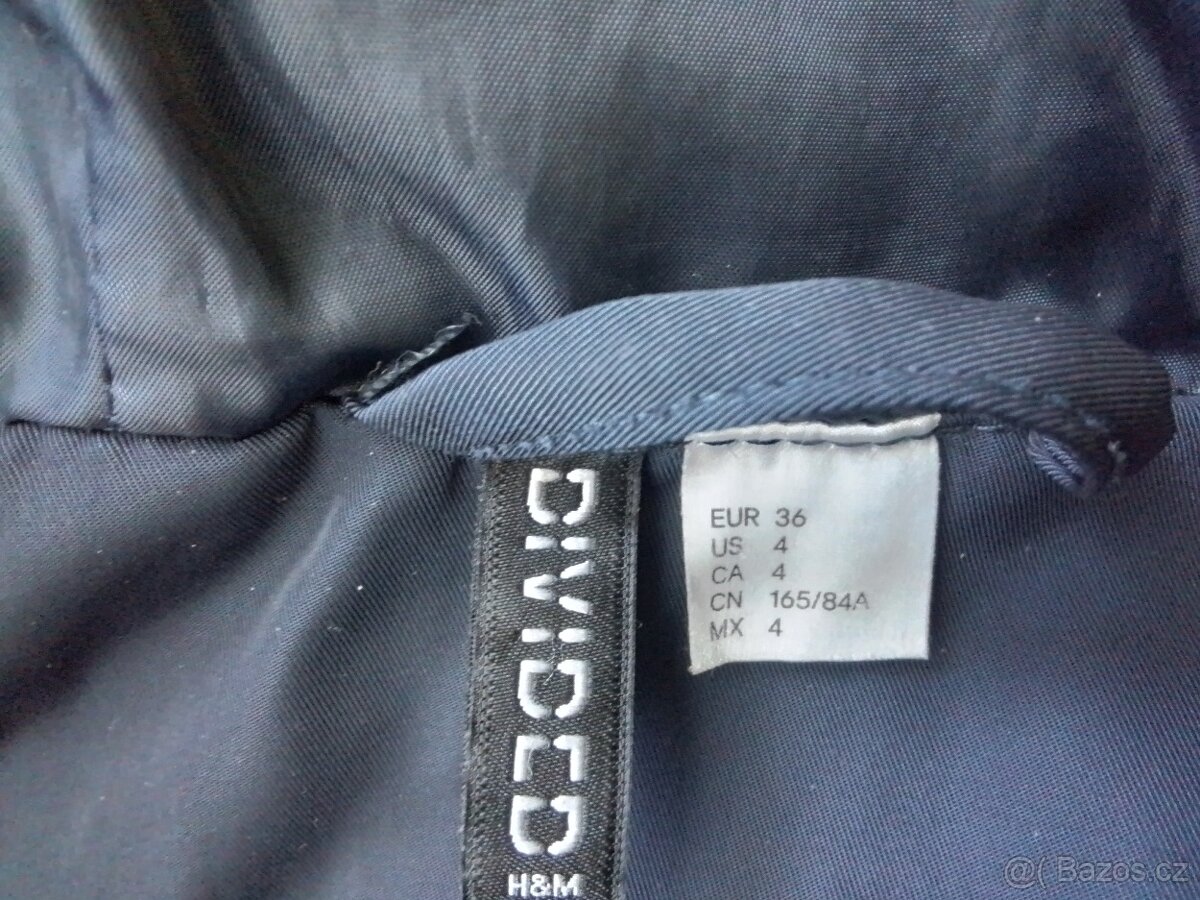 DIVIDED
H&M
EUR 36
US 4
CA 4
CN 165/84A
MX 4
@( Bazos.cz